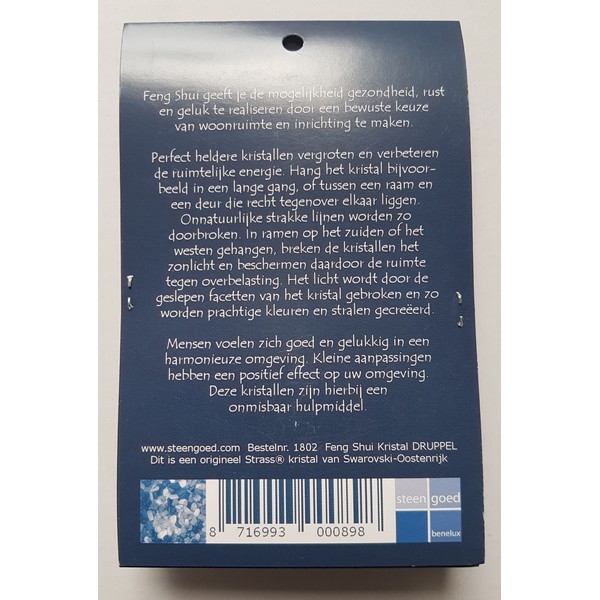 Feng Shui geeft je de mogelijkheid gezondheid, rust
en geluk te realiseren door een bewuste keuze
van woonruimte en inrichting te maken.
Perfect heldere kristallen vergroten en verbeteren
de ruimtelijke energie. Hang het kristal bijvoor-
beeld in een lange gang, of tussen een raam en
een deur die recht tegenover elkaar liggen.
Onnatuurlijke strakke lijnen worden zo
doorbroken. In ramen op het zuiden of het
westen gehangen, breken de kristallen het
zonlicht en beschermen daardoor de ruimte
tegen overbelasting. Het licht wordt door de
geslepen facetten van het kristal gebroken en zo
worden prachtige kleuren en stralen gecreëerd.
Mensen voelen zich goed en gelukkig in een
harmonieuze omgeving. Kleine aanpassingen
hebben een positief effect op uw omgeving.
Deze kristallen zijn hierbij een
onmisbaar hulpmiddel.
www.steengoed.com Bestelnr. 1802 Feng Shui Kristal DRUPPEL
Dit is een origineel Strass® kristal van Swarovski-Oostenrijk
steen goed
benelux
8 716993 000898